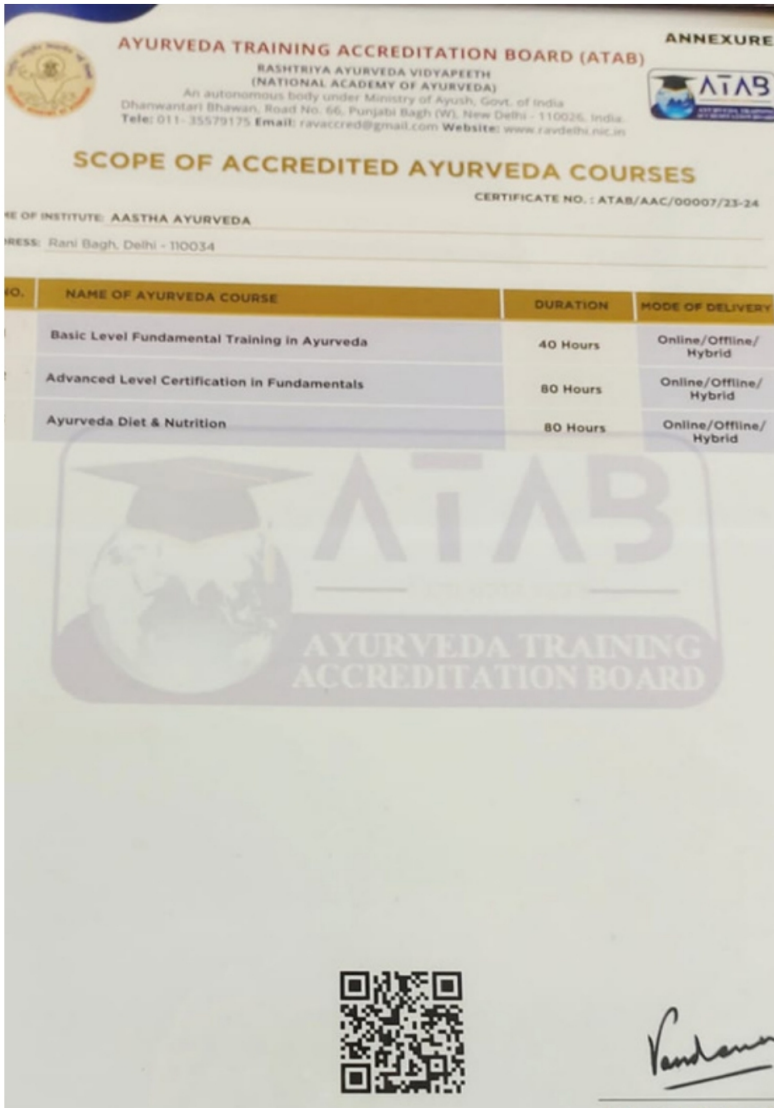 ANNEXURE
AYURVEDA TRAINING ACCREDITATION BOARD (ATAB)
RASHTRIYA AYURVEDA VIDYAPEETH
(NATIONAL ACADEMY OF AYURVEDA)
An autonomous body under Ministry of Ayush, Govt. of India
Dhanwantari Bhawan, Road No. 66, Punjabi Bagh (W), New Delhi - 110026, India.
Tele: 011- 35579175 Email: ravaccred@gmail.com Website: www.ravdelhi.nic.in
ATAB
AYURVEDA TRAINING
ACCREDITATION BOARD
SCOPE OF ACCREDITED AYURVEDA COURSES
CERTIFICATE NO. : ATAB/AAC/00007/23-24
ME OF INSTITUTE: AASTHA AYURVEDA
RESS: Rani Bagh, Delhi - 110034
NO. NAME OF AYURVEDA COURSE DURATION MODE OF DELIVERY
Basic Level Fundamental Training in Ayurveda 40 Hours Online/Offline/
Hybrid
Advanced Level Certification in Fundamentals 80 Hours Online/Offline/
Hybrid
Ayurveda Diet & Nutrition 80 Hours Online/Offline/
Hybrid
ATAB
AYURVEDA TRAINING
ACCREDITATION BOARD